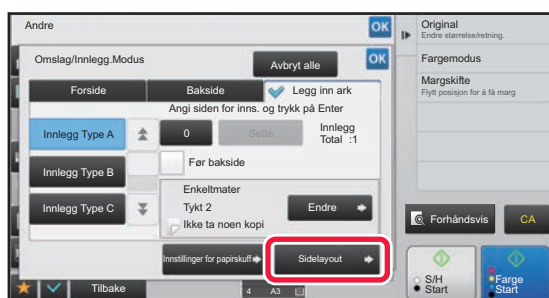 Andre
OK
Omslag/Innlegg.Modus
Avbryt alle
OK
Forside
Bakside
Legg inn ark
Angi siden for inns. og trykk på Enter
Innlegg Type A
0
Sette
Innlegg
Total :1
Før bakside
Innlegg Type B
Enkeltmater
Tykt 2
Endre
Innlegg Type C
Ikke ta noen kopi
Innstillinger for papirskuff
Sidelayout
Tilbake
4
A3
Original
Endre størrelse/retning.
Fargemodus
Margskifte
Flytt posisjon for å få marg
Forhåndsvis
CA
S/H
Start
Farge
Start